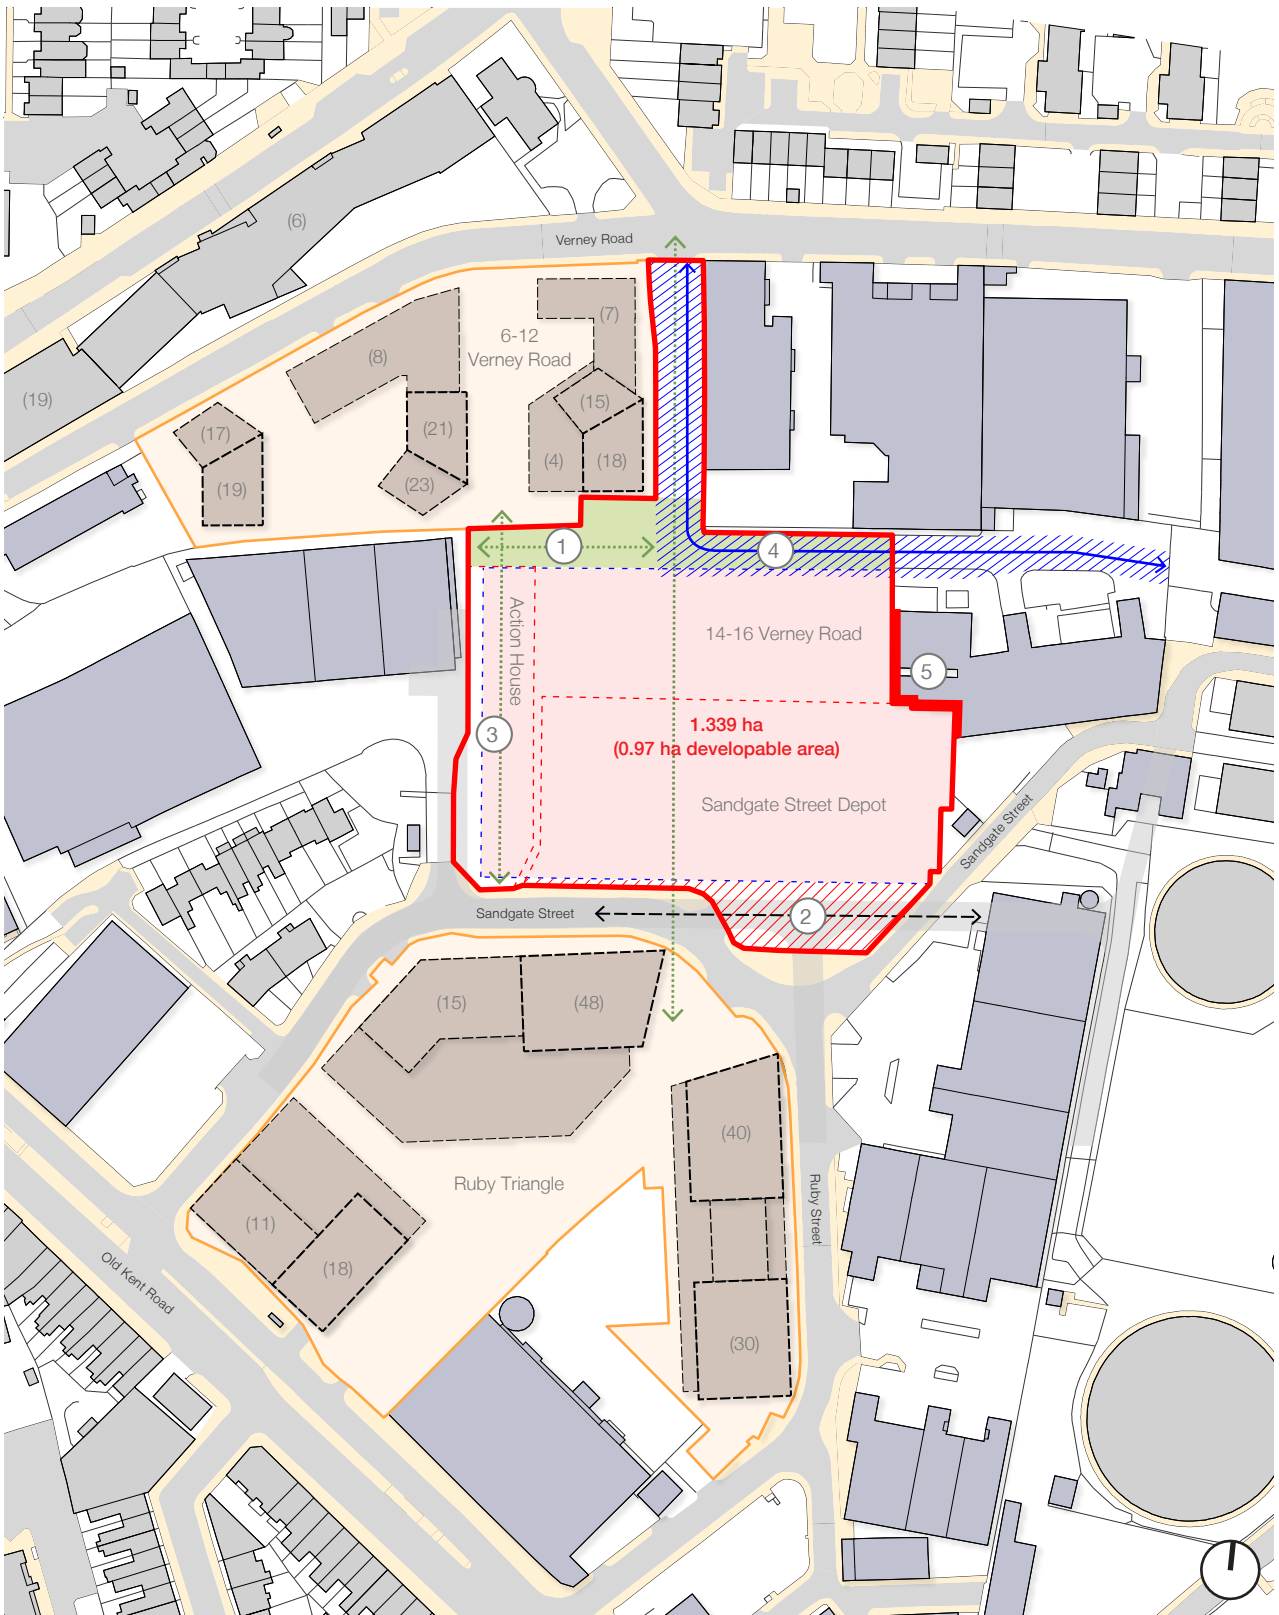 (6)
Verney Road
(7)
6-12
Verney Road
(8)
(19)
(15)
(17)
(21)
(4)
(18)
(23)
(19)
1
4
Action House
14-16 Verney Road
5
1.339 ha
(0.97 ha developable area)
3
Sandgate Street Depot
Sandgate Street
Sandgate Street
2
(15)
(48)
(40)
Ruby Triangle
Ruby Street
(11)
(18)
Old Kent Road
(30)